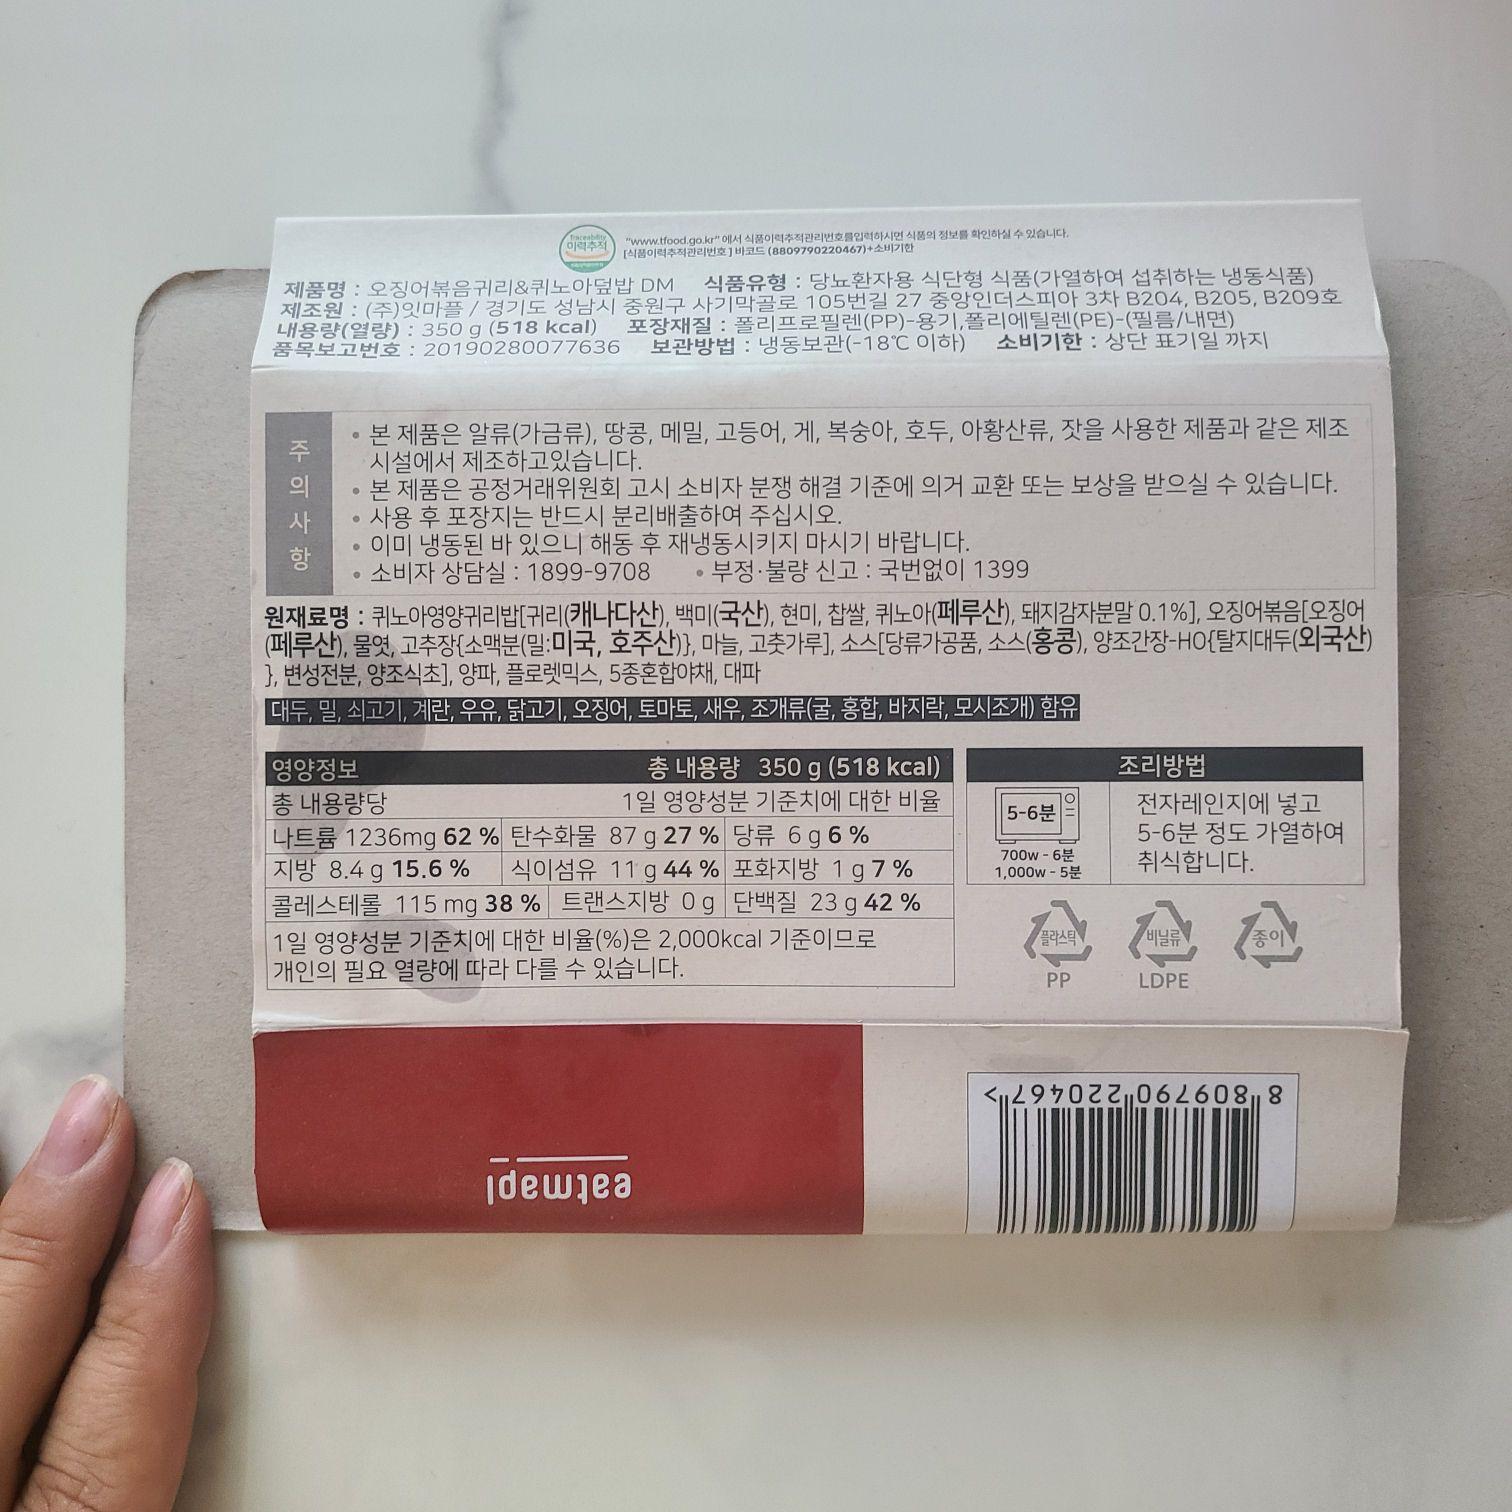 Traceability
이력추적
"www.tfood.go.kr" 에서 식품이력추적관리번호를입력하시면 식품의 정보를 확인하실 수 있습니다.
[식품이력추적관리번호] 바코드 (8809790220467)+소비기한
제품명 : 오징어볶음귀리&퀴노아덮밥 DM 식품유형 : 당뇨환자용 식단형 식품(가열하여 섭취하는 냉동식품)
제조원 : (주)잇마플 / 경기도 성남시 중원구 사기막골로 105번길 27 중앙인더스피아 3차 B204, B205, B209호
내용량(열량) : 350 g (518 kcal) 포장재질 : 폴리프로필렌(PP)-용기,폴리에틸렌(PE)-(필름/내면)
품목보고번호 : 20190280077636 보관방법 : 냉동보관(-18℃ 이하) 소비기한 : 상단 표기일 까지
주의사항
• 본 제품은 알류(가금류), 땅콩, 메밀, 고등어, 게, 복숭아, 호두, 아황산류, 잣을 사용한 제품과 같은 제조
시설에서 제조하고있습니다.
• 본 제품은 공정거래위원회 고시 소비자 분쟁 해결 기준에 의거 교환 또는 보상을 받으실 수 있습니다.
• 사용 후 포장지는 반드시 분리배출하여 주십시오.
• 이미 냉동된 바 있으니 해동 후 재냉동시키지 마시기 바랍니다.
• 소비자 상담실 : 1899-9708 • 부정·불량 신고 : 국번없이 1399
원재료명 : 퀴노아영양귀리밥[귀리(캐나다산), 백미(국산), 현미, 찹쌀, 퀴노아(페루산), 돼지감자분말 0.1%], 오징어볶음[오징어
(페루산), 물엿, 고추장{소맥분(밀:미국, 호주산)}, 마늘, 고춧가루], 소스[당류가공품, 소스(홍콩), 양조간장-HO{탈지대두(외국산)
}, 변성전분, 양조식초], 양파, 플로렛믹스, 5종혼합야채, 대파
대두, 밀, 쇠고기, 계란, 우유, 닭고기, 오징어, 토마토, 새우, 조개류(굴, 홍합, 바지락, 모시조개) 함유
영양정보 총 내용량 350 g (518 kcal)
총 내용량당 1일 영양성분 기준치에 대한 비율
나트륨 1236mg 62 % 탄수화물 87 g 27 % 당류 6 g 6 %
지방 8.4 g 15.6 % 식이섬유 11 g 44 % 포화지방 1 g 7 %
콜레스테롤 115 mg 38 % 트랜스지방 0 g 단백질 23 g 42 %
1일 영양성분 기준치에 대한 비율(%)은 2,000kcal 기준이므로
개인의 필요 열량에 따라 다를 수 있습니다.
조리방법
5-6분
700w - 6분
1,000w - 5분
전자레인지에 넣고
5-6분 정도 가열하여
취식합니다.
플라스틱
PP
비닐류
LDPE
종이
eatmapl
8 809790 220467 >